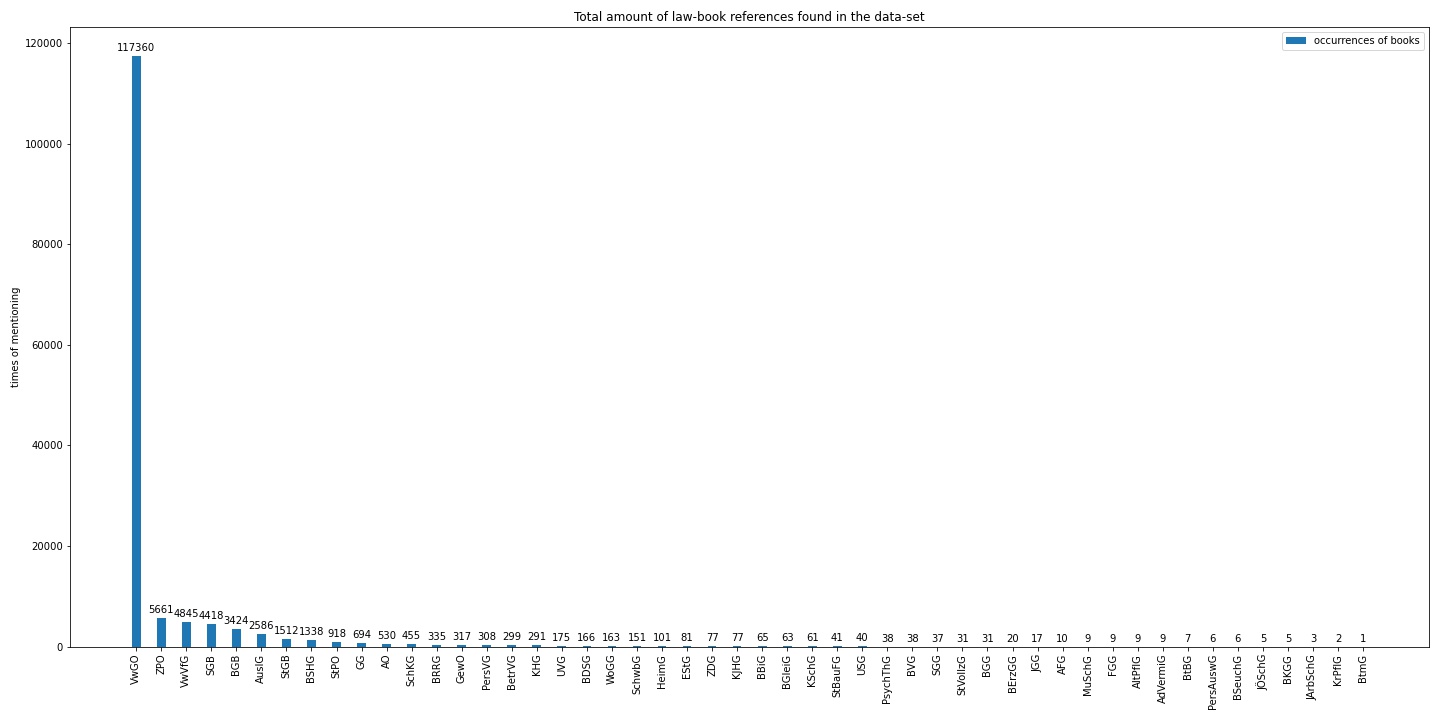 Total amount of law-book references found in the data-set
occurrences of books
times of mentioning
120000
100000
80000
60000
40000
20000
0
117360 5661 4845 4418 3424 2586 1512 1338 918 694 530 455 335 317 308 299 291 175 166 163 151 101 81 77 77 65 63 61 41 40 38 38 37 31 31 20 17 10 9 9 9 9 7 6 6 5 5 3 2 1
VwGO ZPO VwVfG SGB BGB AuslG StGB BSHG StPO GG AO SchKG BRRG GewO PersVG BetrVG KHG UVG BDSG WoGG SchwbG HeimG EStG ZDG KJHG BBiG BGleiG KSchG StBauFG USG PsychThG BVG SGG StVollzG BGG BErzGG JGG AFG MuSchG FGG AltPflG AdVermiG BtBG PersAuswG BSeuchG JÖSchG BKGG JArbSchG KrPflG BtmG